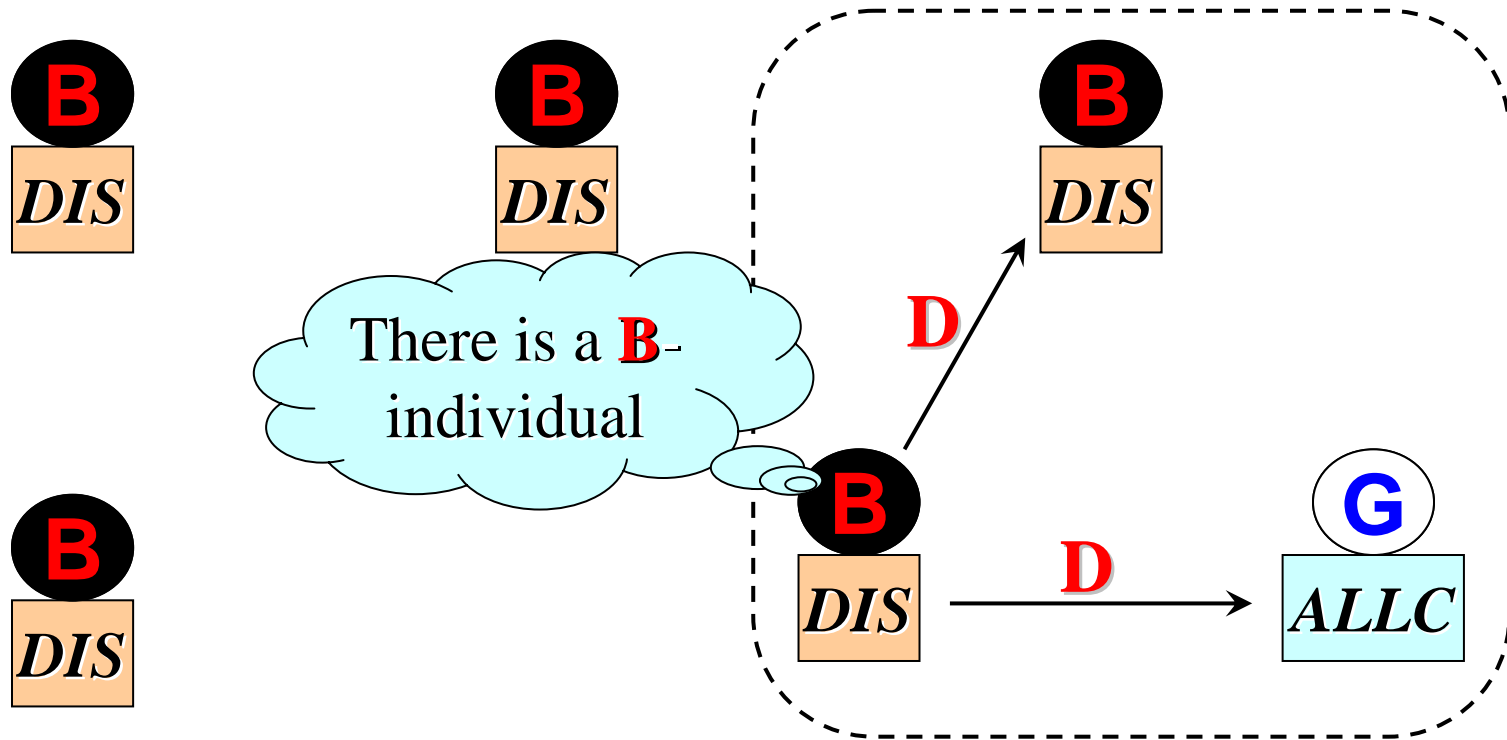 B
B
B
DIS
DIS
DIS
There is a B-
individual
D
B
G
B
D
DIS
ALLC
DIS